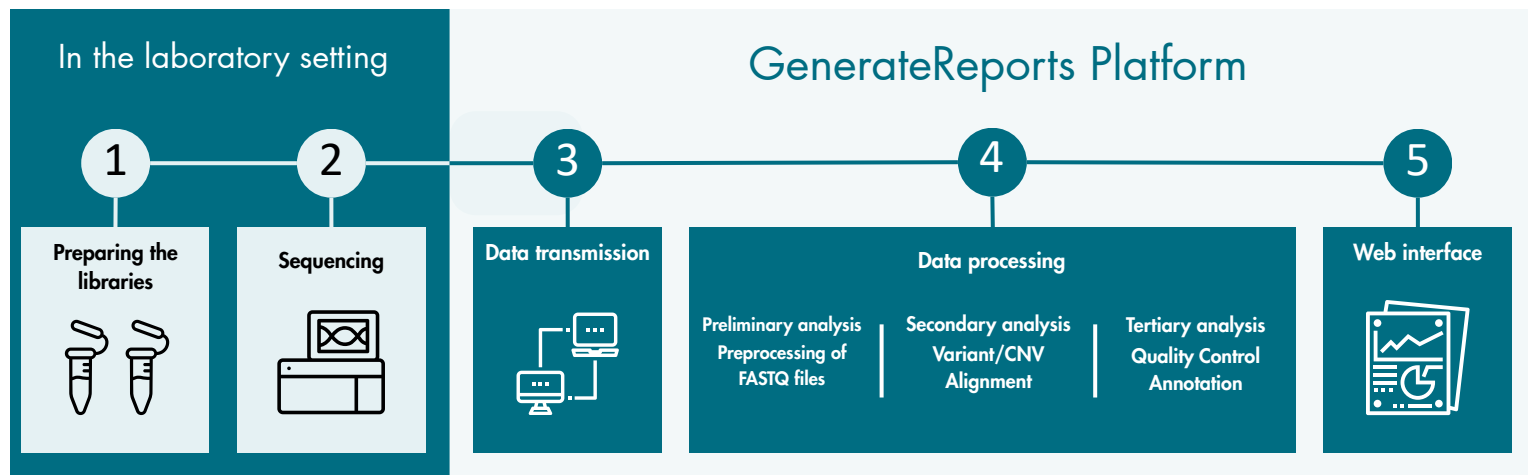 In the laboratory setting
GenerateReports Platform
1
2
3
4
5
Preparing the
libraries
Sequencing
Data transmission
Data processing
Preliminary analysis
Preprocessing of
FASTQ files
Secondary analysis
Variant/CNV
Alignment
Tertiary analysis
Quality Control
Annotation
Web interface